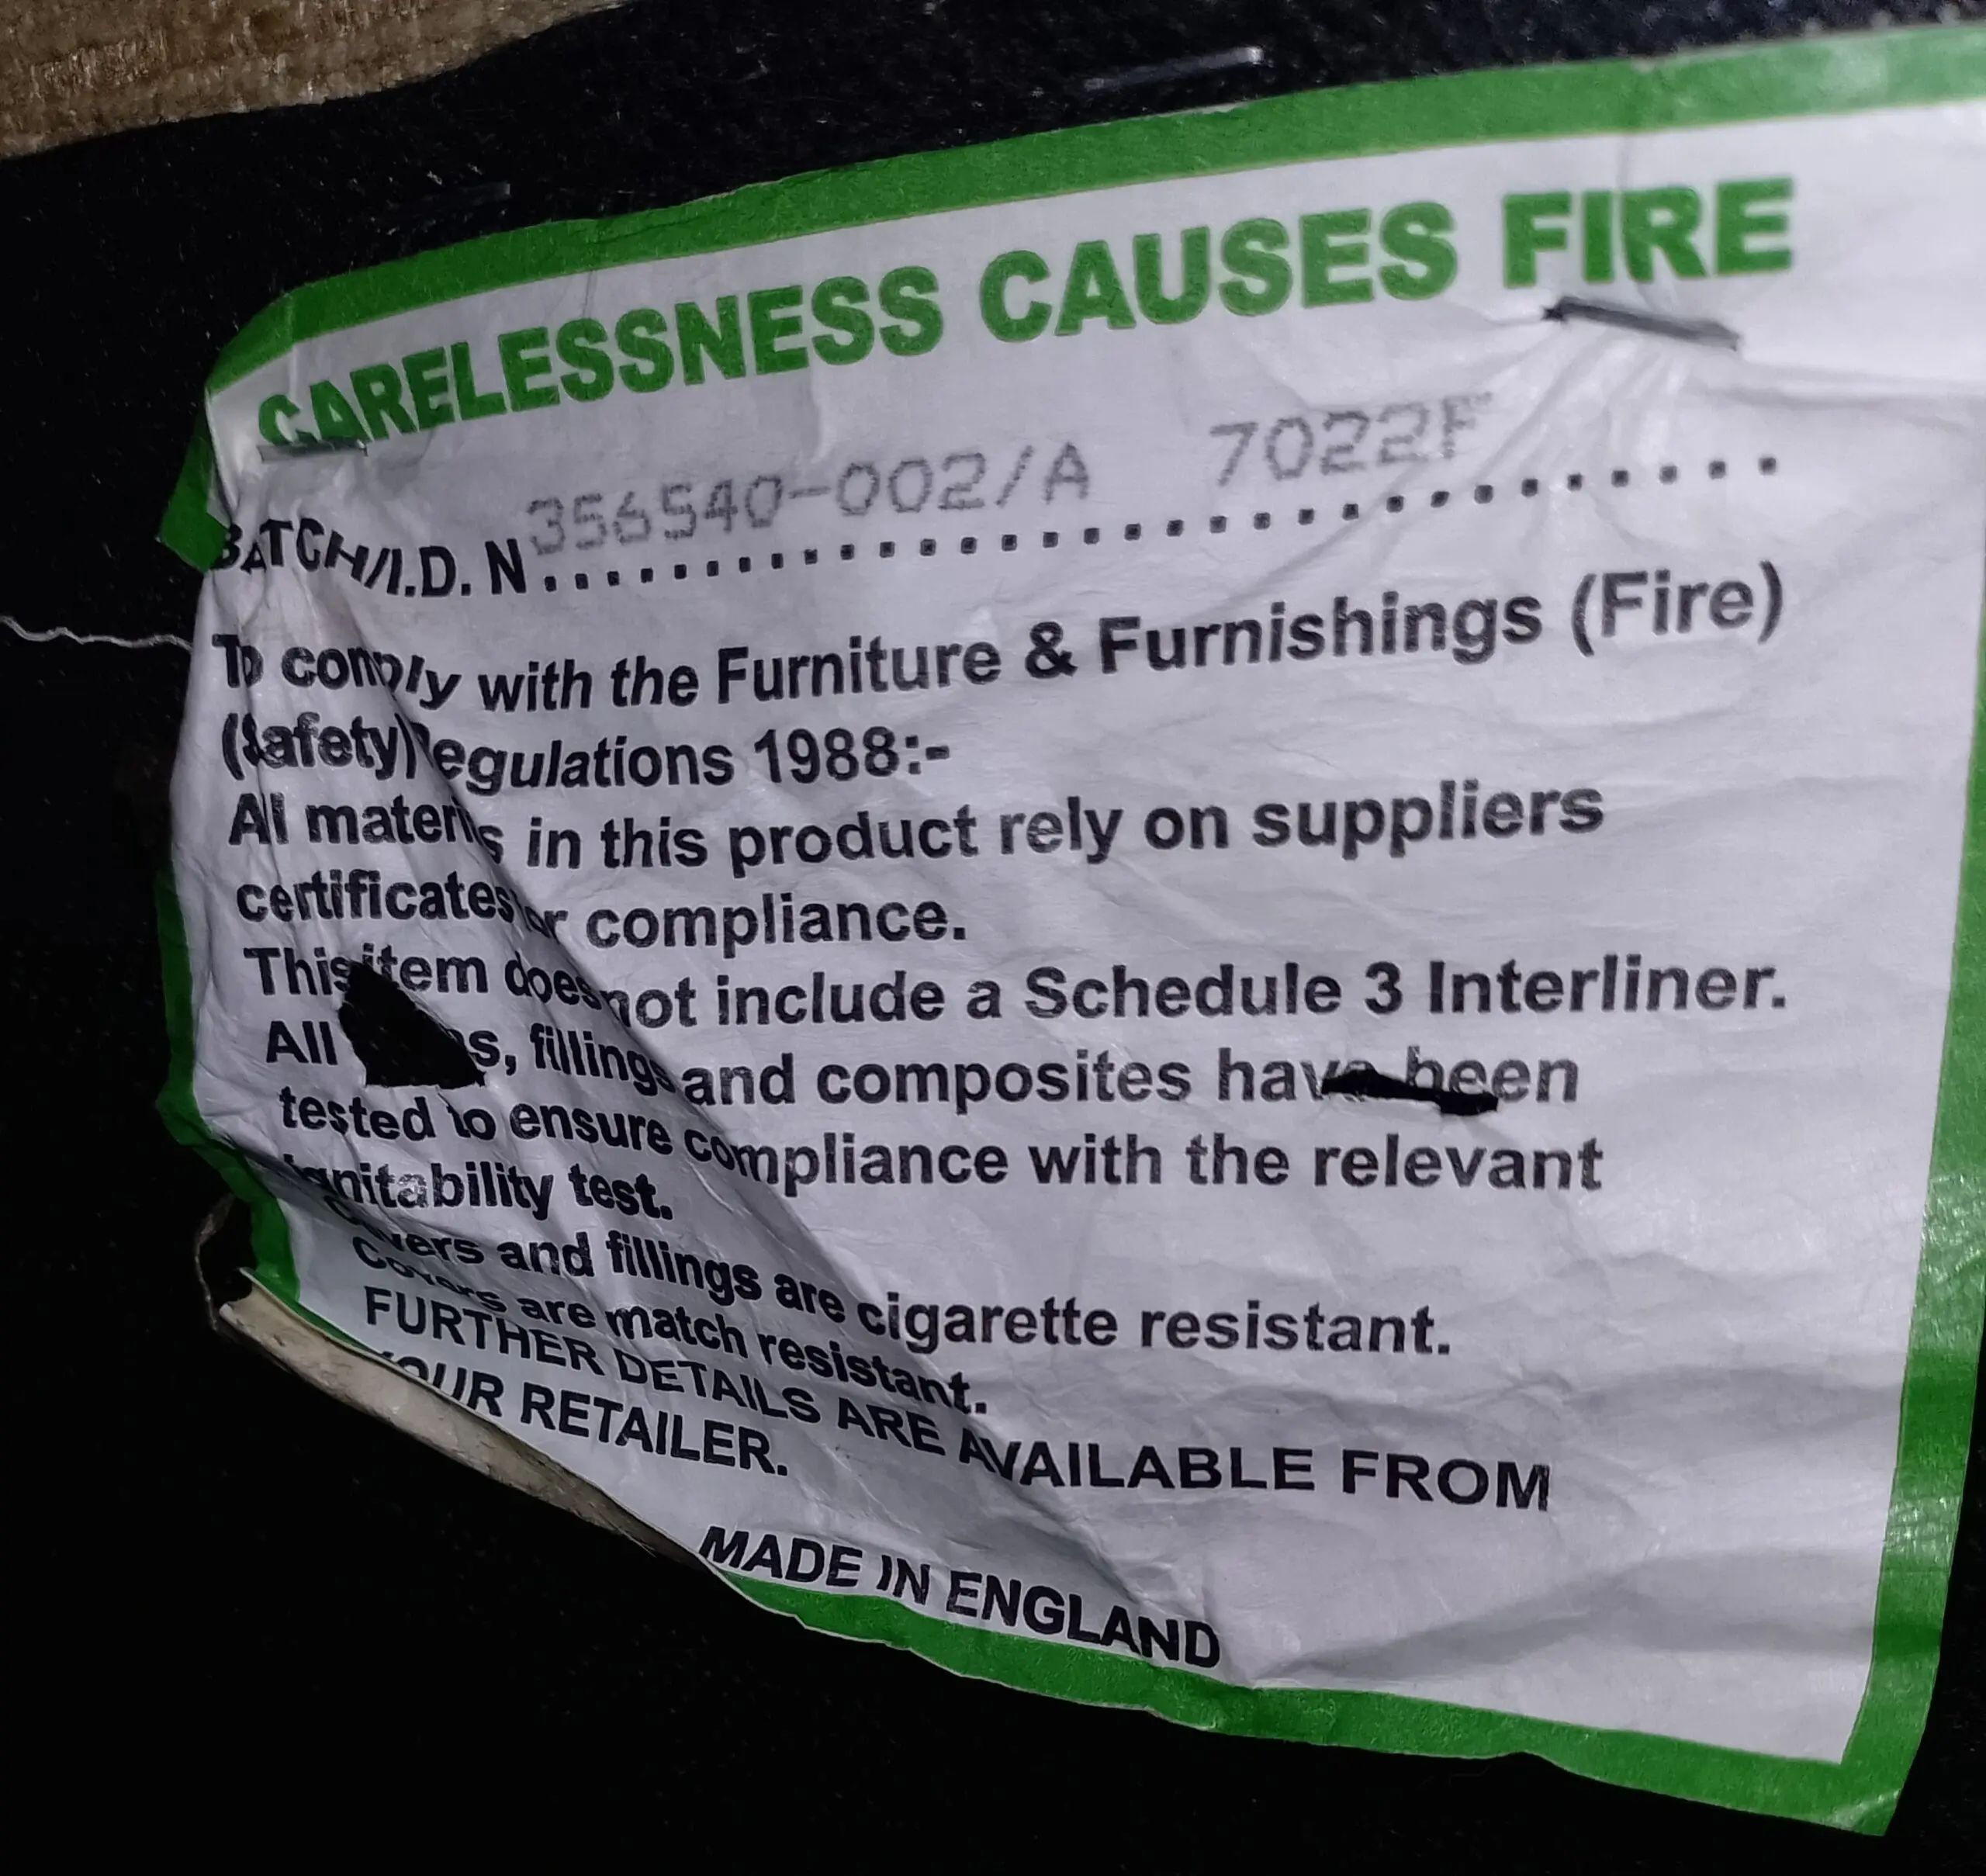 CARELESSNESS CAUSES FIRE
BATCH/I.D. N 356540-002/A 7022F
To comply with the Furniture & Furnishings (Fire)
(Safety) Regulations 1988:-
All materials in this product rely on suppliers
certificates for compliance.
This item does not include a Schedule 3 Interliner.
All fillings and composites have been
tested to ensure compliance with the relevant
ignitability test.
Covers and fillings are cigarette resistant.
Covers are match resistant.
FURTHER DETAILS ARE AVAILABLE FROM
YOUR RETAILER.
MADE IN ENGLAND